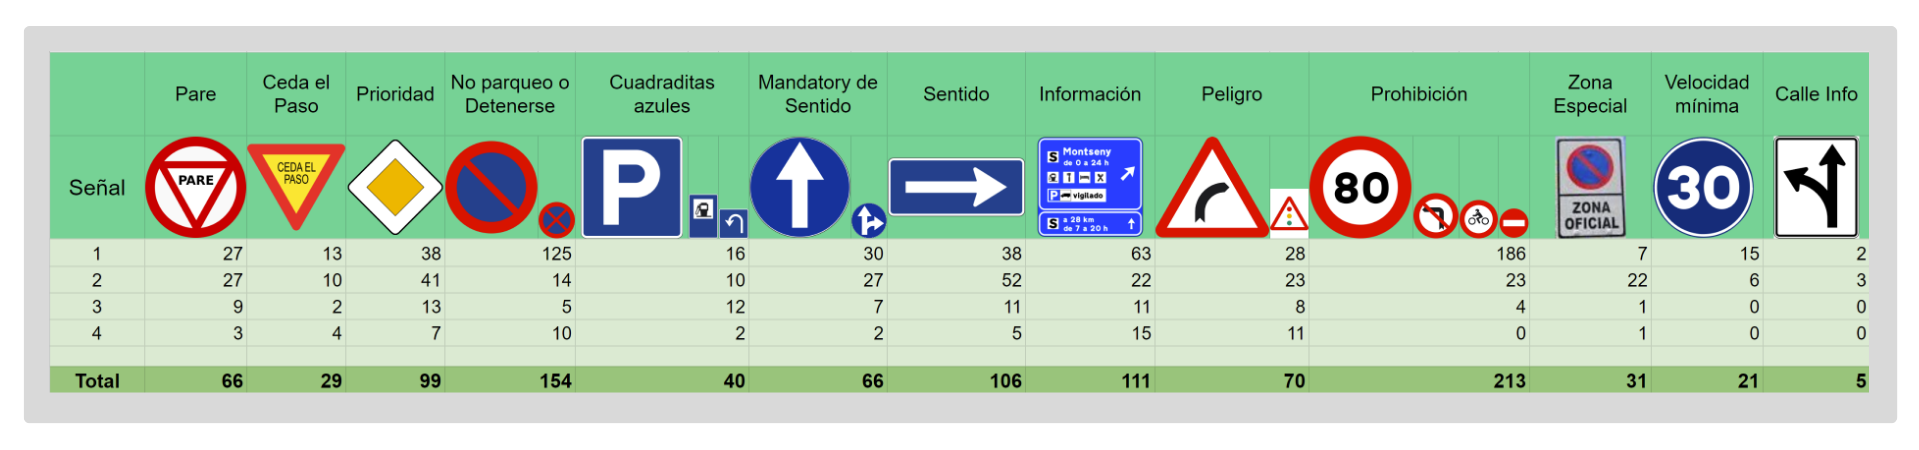 Pare Ceda el Paso Prioridad No parqueo o Detenerse Cuadraditas azules Mandatory de Sentido Sentido Información Peligro Prohibición Zona Especial Velocidad mínima Calle Info
Señal
PARE
CEDA EL
PASO
P
S Montseny
de 0 a 24 h
P vigilado
S a 28 km
de 7 a 20 h
80
ZONA
OFICIAL
30
1 27 13 38 125 16 30 38 63 28 186 7 15 2
2 27 10 41 14 10 27 52 22 23 23 22 6 3
3 9 2 13 5 12 7 11 11 8 4 1 0 0
4 3 4 7 10 2 2 5 15 11 0 1 0 0
Total 66 29 99 154 40 66 106 111 70 213 31 21 5